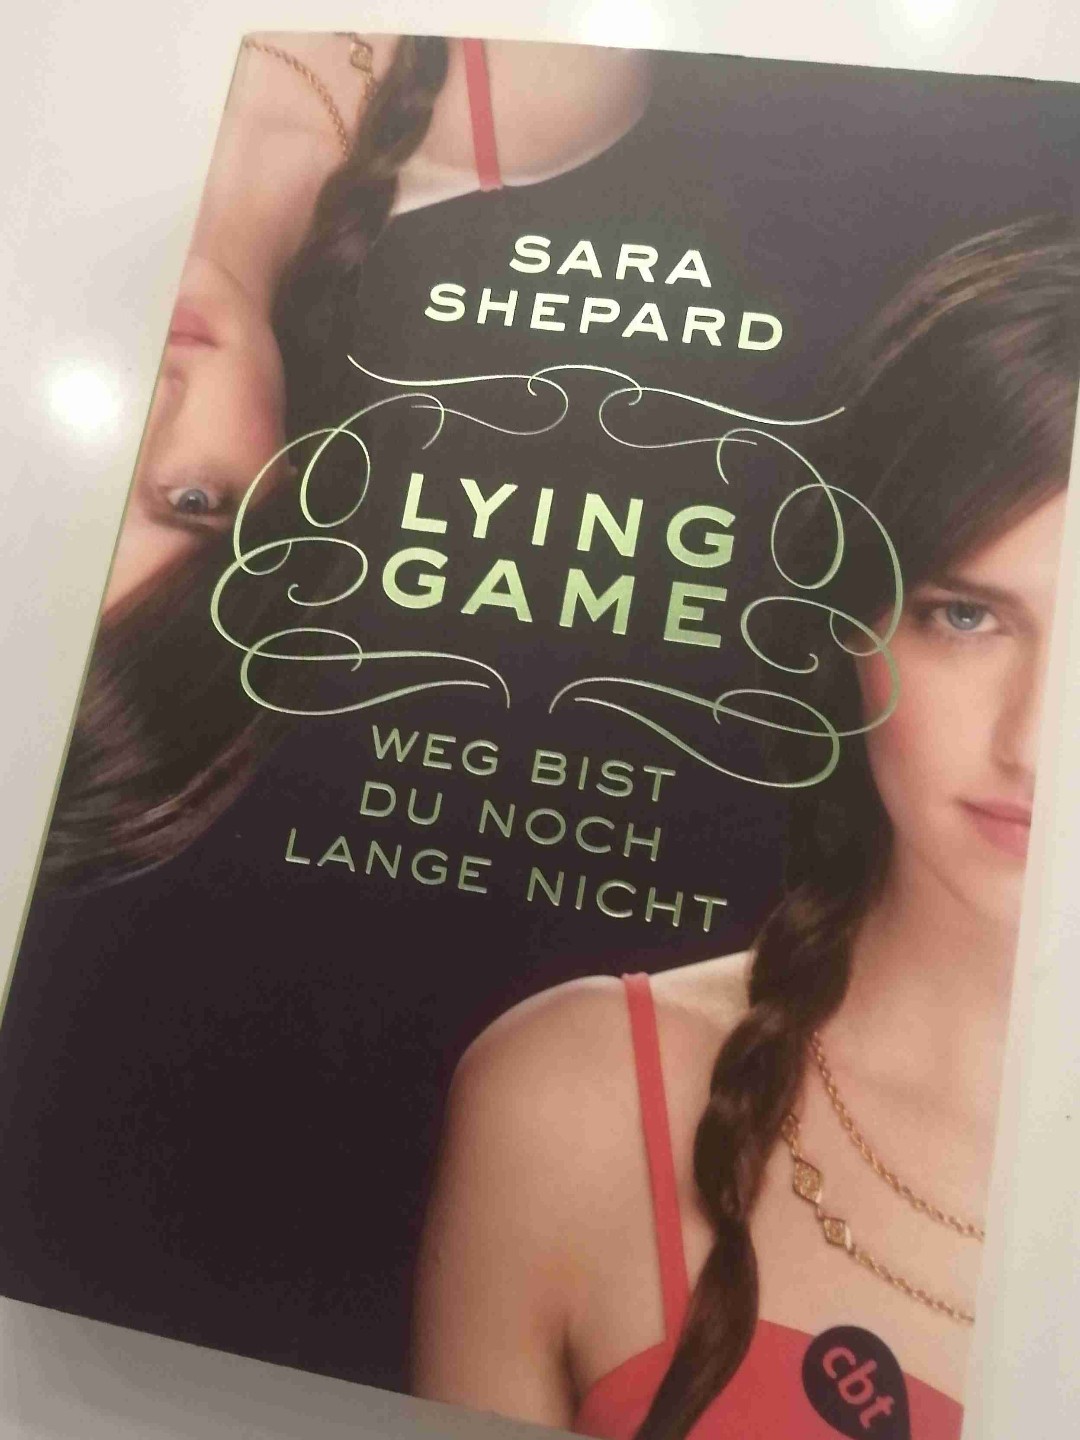 SARA
SHEPARD
LYING
GAME
WEG BIST
DU NOCH
LANGE NICHT
cbt